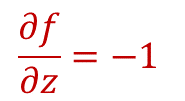 ∂f/∂z = −1